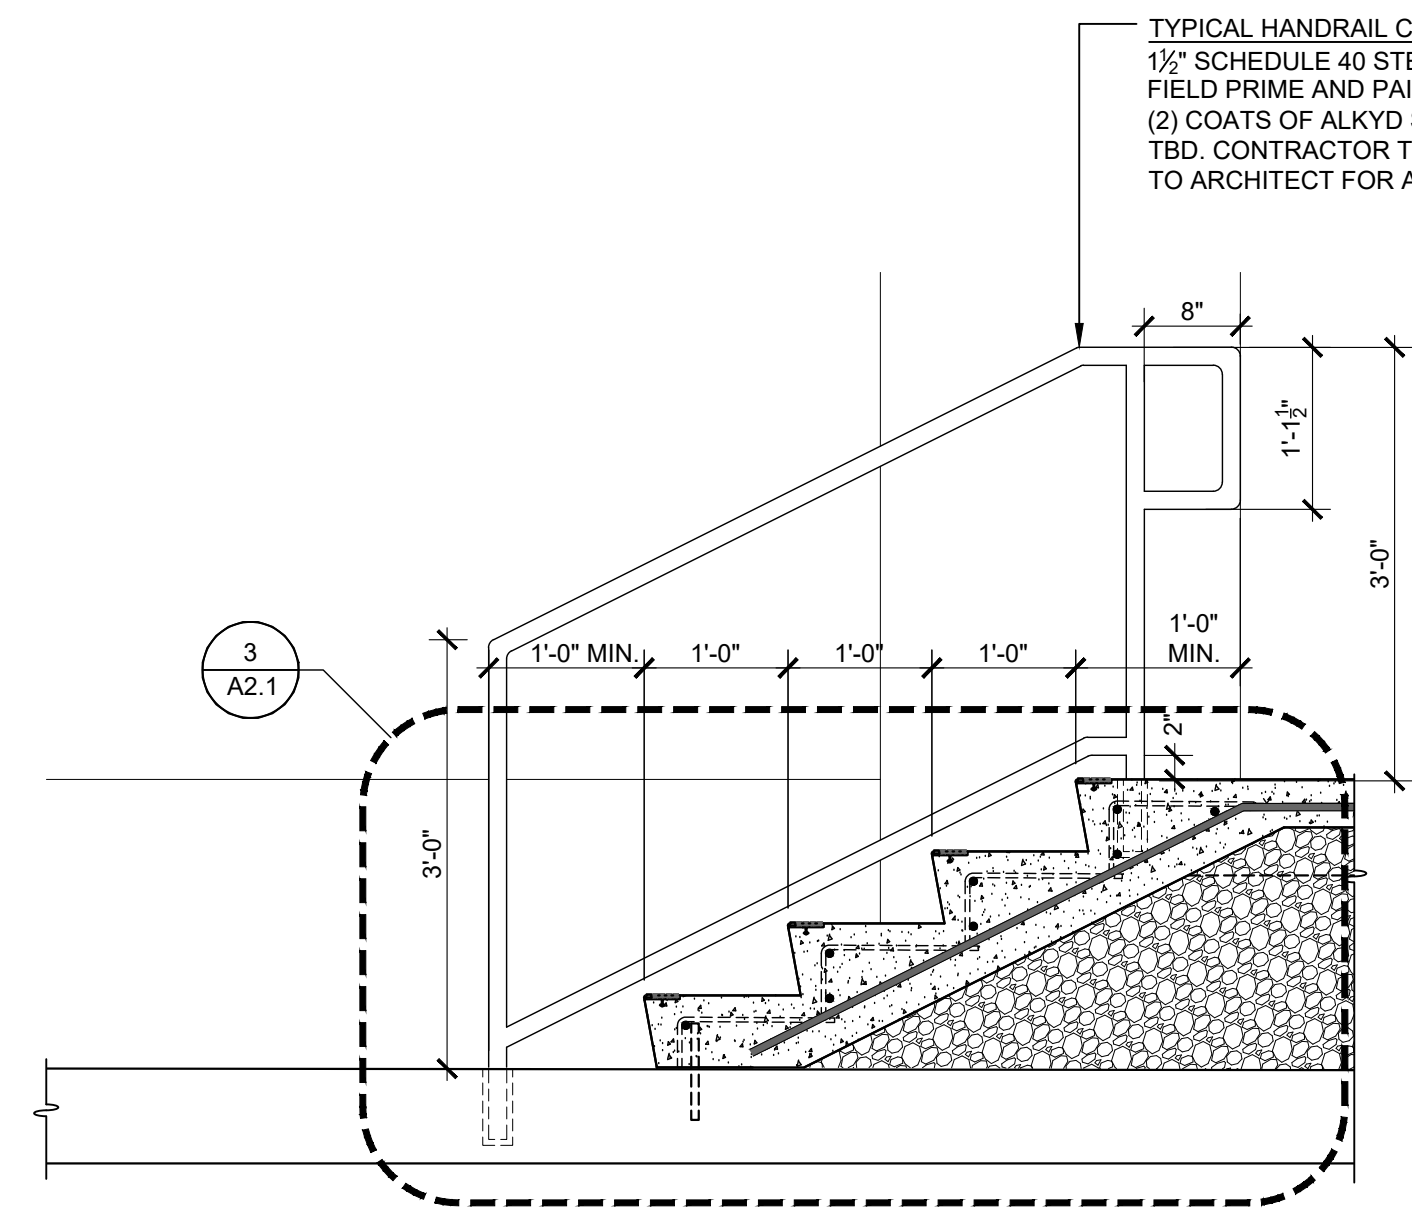 TYPICAL HANDRAIL C
1½" SCHEDULE 40 STE
FIELD PRIME AND PAI
(2) COATS OF ALKYD
TBD. CONTRACTOR T
TO ARCHITECT FOR A
8"
1'-1½"
3'-0"
3
A2.1
1'-0" MIN.
1'-0"
1'-0"
1'-0"
1'-0"
MIN.
2"
3'-0"